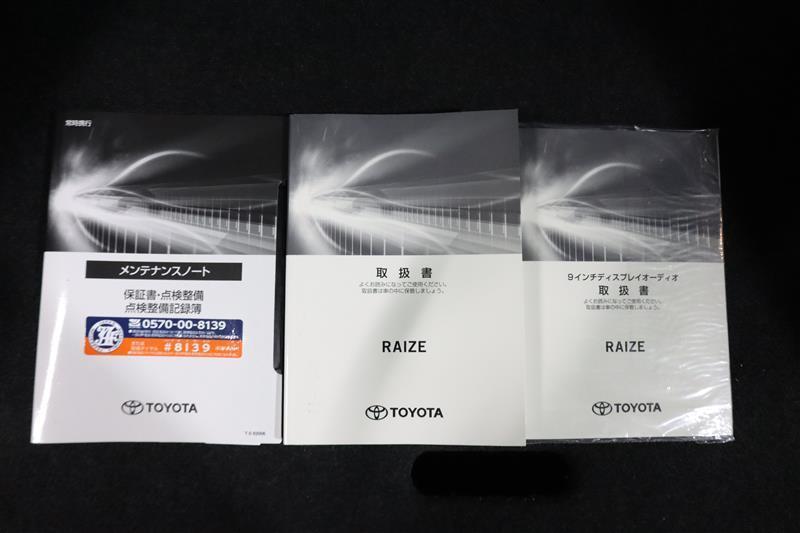 常時携行
メンテナンスノート
保証書・点検整備
点検整備記録簿
0570-00-8139
#8139
TOYOTA
取扱書
よくお読みになってご使用ください。
取扱書は車の中に保管しましょう。
RAIZE
TOYOTA
9インチディスプレイオーディオ
取扱書
よくお読みになってご使用ください。
取扱書は車の中に保管しましょう。
RAIZE
TOYOTA